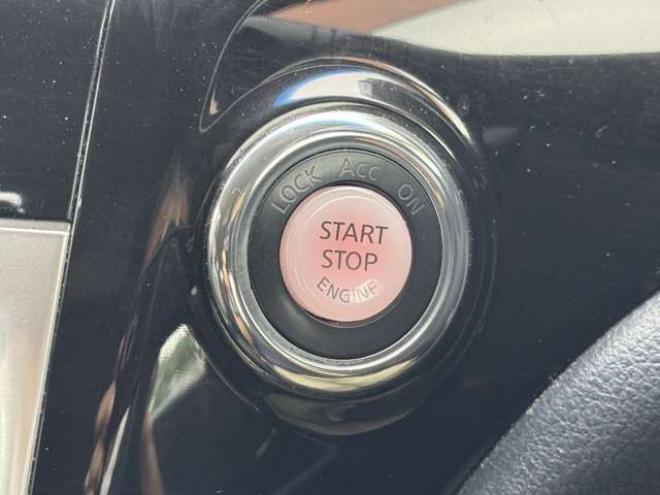 LOCK ACC ON
START
STOP
ENGINE